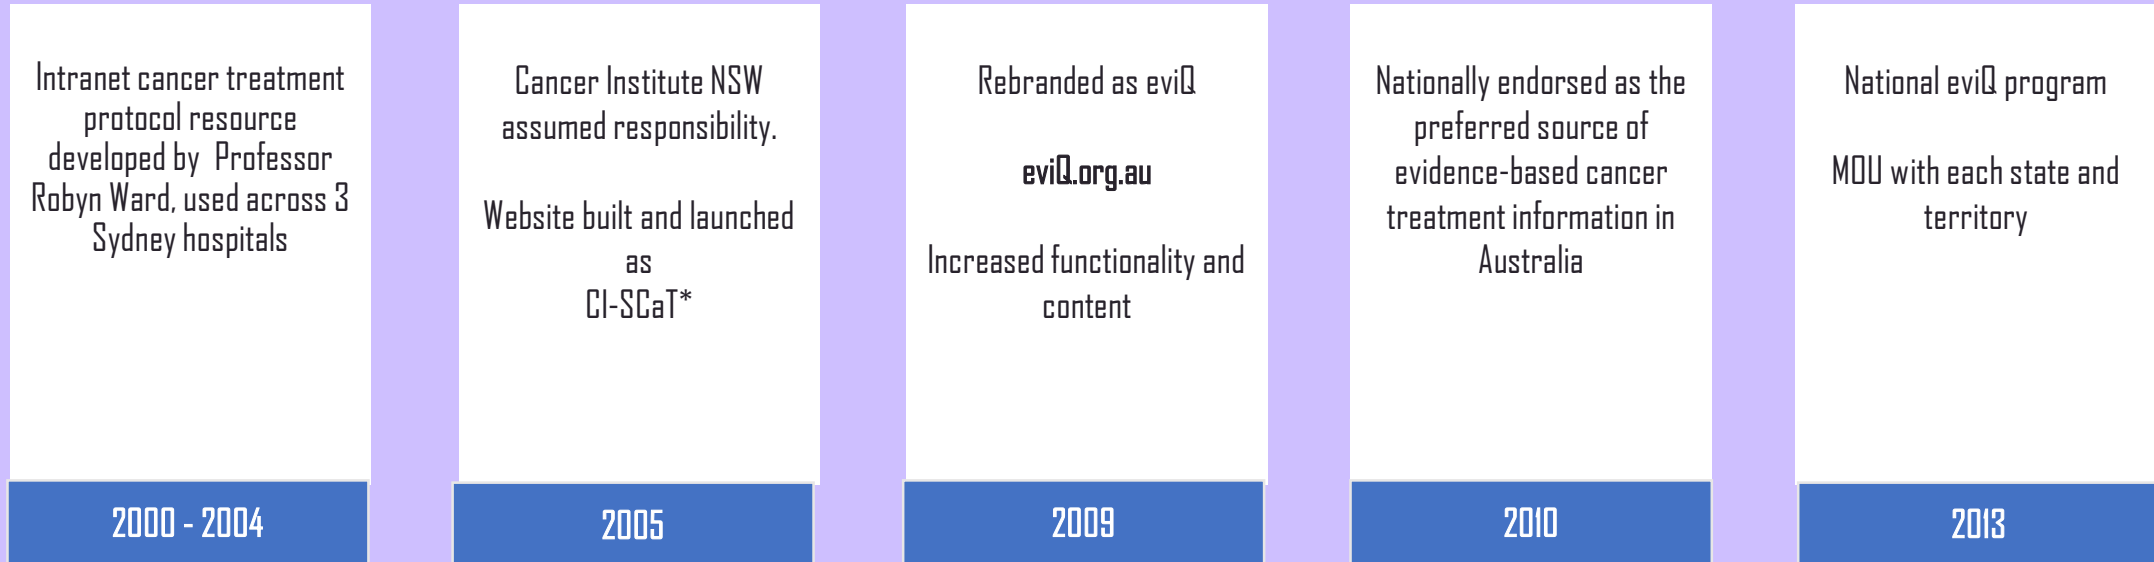 Intranet cancer treatment
protocol resource
developed by  Professor
Robyn Ward, used across 3
Sydney hospitals
2000 - 2004
Cancer Institute NSW
assumed responsibility.
Website built and launched
as
CI-SCaT*
2005
Rebranded as eviQ
eviQ.org.au
Increased functionality and
content
2009
Nationally endorsed as the
preferred source of
evidence-based cancer
treatment information in
Australia
2010
National eviQ program
MOU with each state and
territory
2013